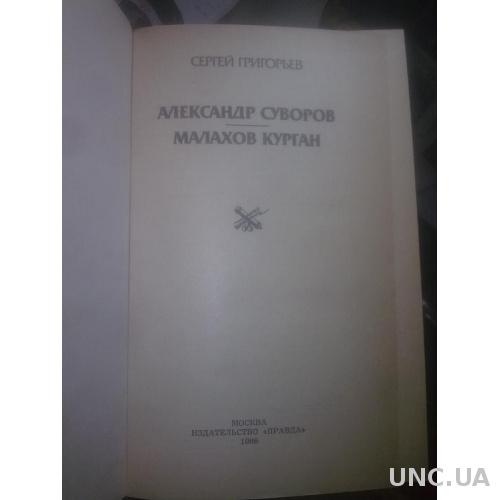 СЕРГЕЙ ГРИГОРЬЕВ
АЛЕКСАНДР СУВОРОВ
МАЛАХОВ КУРГАН
МОСКВА
ИЗДАТЕЛЬСТВО «ПРАВДА»
UNC.UA